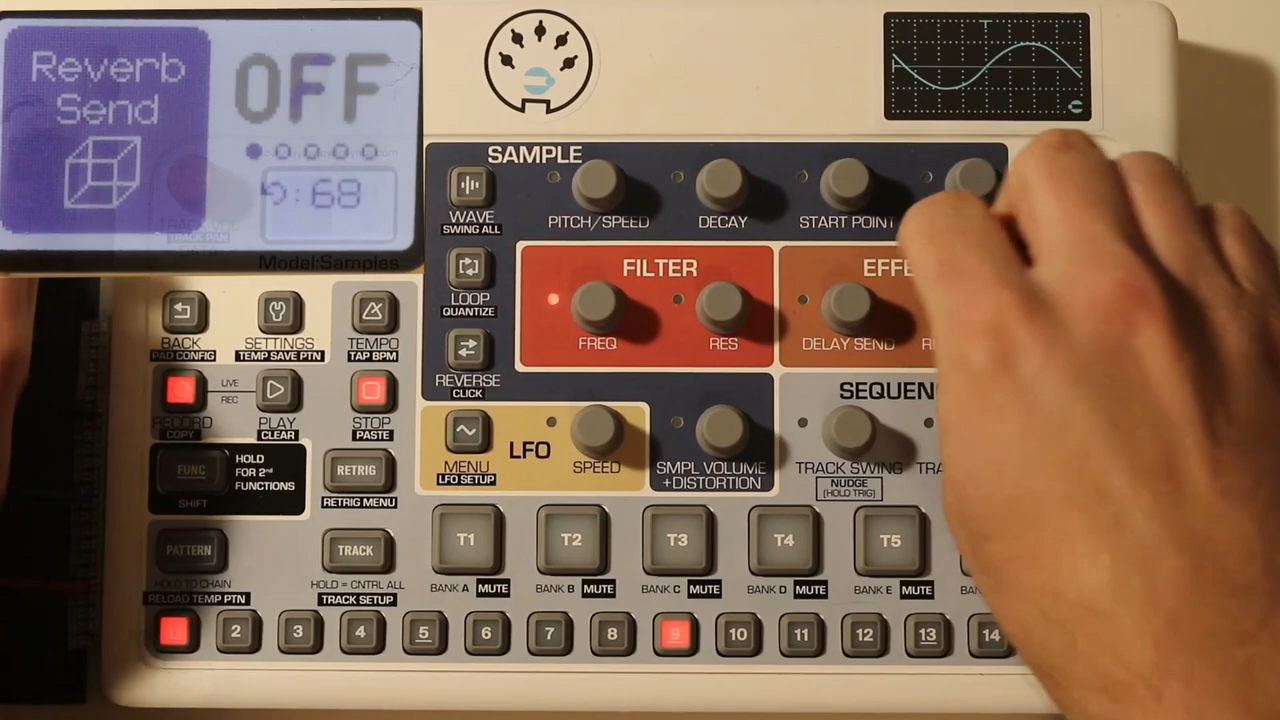 Reverb
Send
OFF
:68
Model:Samples
SAMPLE
WAVE
SWING ALL
PITCH/SPEED
DECAY
START POINT
LOOP
QUANTIZE
FILTER
FREQ
RES
EFFE
DELAY SEND
REVERSE
CLICK
BACK
PAD CONFIG
SETTINGS
TEMP SAVE PTN
TEMPO
TAP BPM
RECORD
COPY
LIVE
REC
PLAY
CLEAR
STOP
PASTE
FUNC
SHIFT
HOLD
FOR 2nd
FUNCTIONS
RETRIG
RETRIG MENU
MENU
LFO SETUP
LFO
SPEED
SMPL VOLUME
+DISTORTION
SEQUEN
TRACK SWING
TRA
NUDGE
(HOLD TRIG)
PATTERN
HOLD TO CHAIN
RELOAD TEMP PTN
TRACK
HOLD = CNTRL ALL
TRACK SETUP
T1
T2
T3
T4
T5
BANK A MUTE
BANK B MUTE
BANK C MUTE
BANK D MUTE
BANK E MUTE
BAN
2
3
4
5
6
7
8
9
10
11
12
13
14